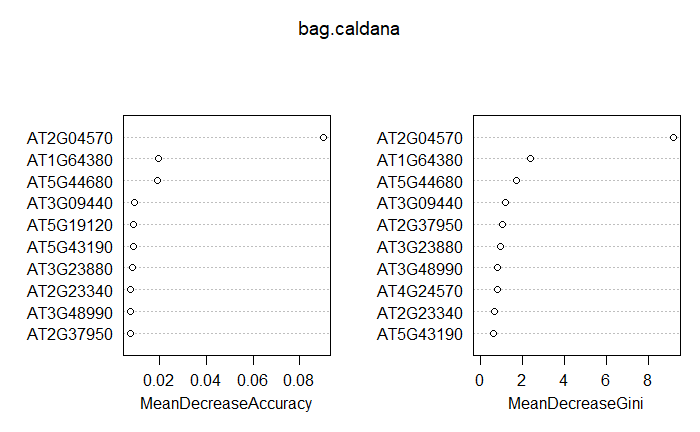 bag.caldana
AT2G04570
AT1G64380
AT5G44680
AT3G09440
AT5G19120
AT5G43190
AT3G23880
AT2G23340
AT3G48990
AT2G37950
0.02 0.04 0.06 0.08
MeanDecreaseAccuracy
AT2G04570
AT1G64380
AT5G44680
AT3G09440
AT2G37950
AT3G23880
AT3G48990
AT4G24570
AT2G23340
AT5G43190
0 2 4 6 8
MeanDecreaseGini